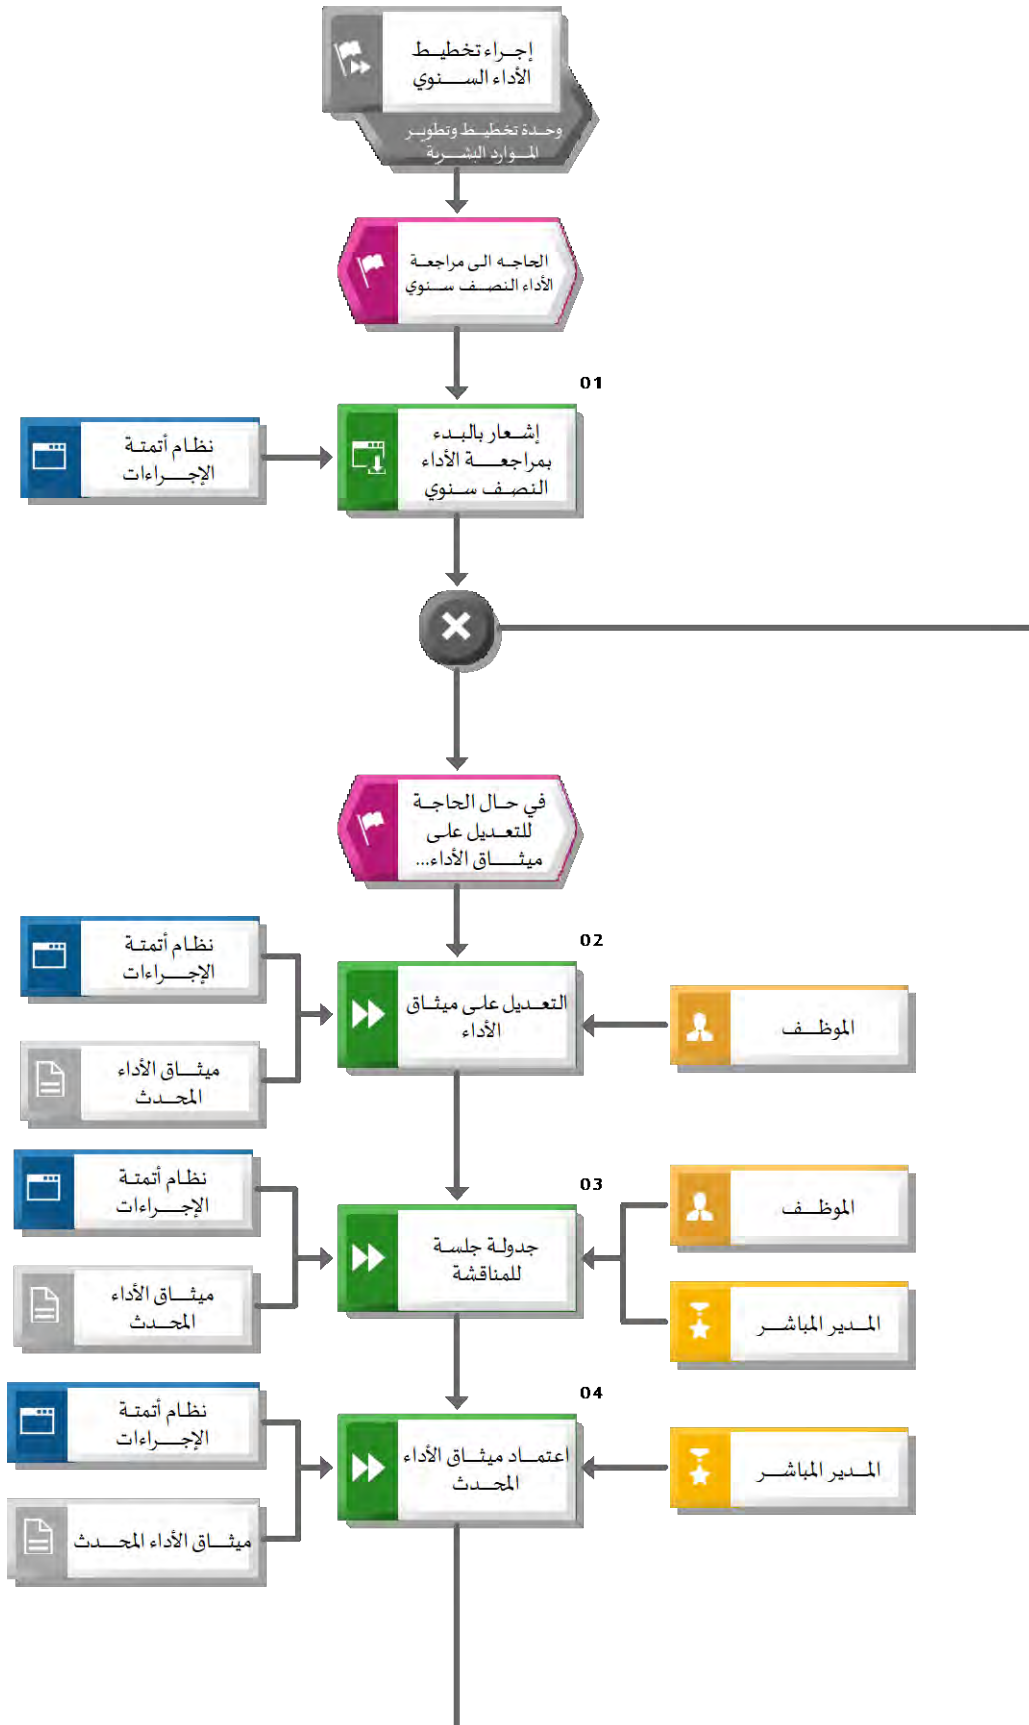 إجراء تخطيط
الأداء السنوي
وحدة تخطيط وتطوير
الموارد البشرية
الحاجه الى مراجعة
الأداء النصف سنوي
01
إشعار بالبدء
بمراجعة الأداء
النصف سنوي
نظام أتمتة
الإجراءات
في حال الحاجة
للتعديل على
ميثاق الأداء...
02
التعديل على ميثاق
الأداء
الموظف
نظام أتمتة
الإجراءات
ميثاق الأداء
المحدث
03
جدولة جلسة
للمناقشة
الموظف
المدير المباشر
نظام أتمتة
الإجراءات
ميثاق الأداء
المحدث
04
اعتماد ميثاق الأداء
المحدث
المدير المباشر
نظام أتمتة
الإجراءات
ميثاق الأداء المحدث